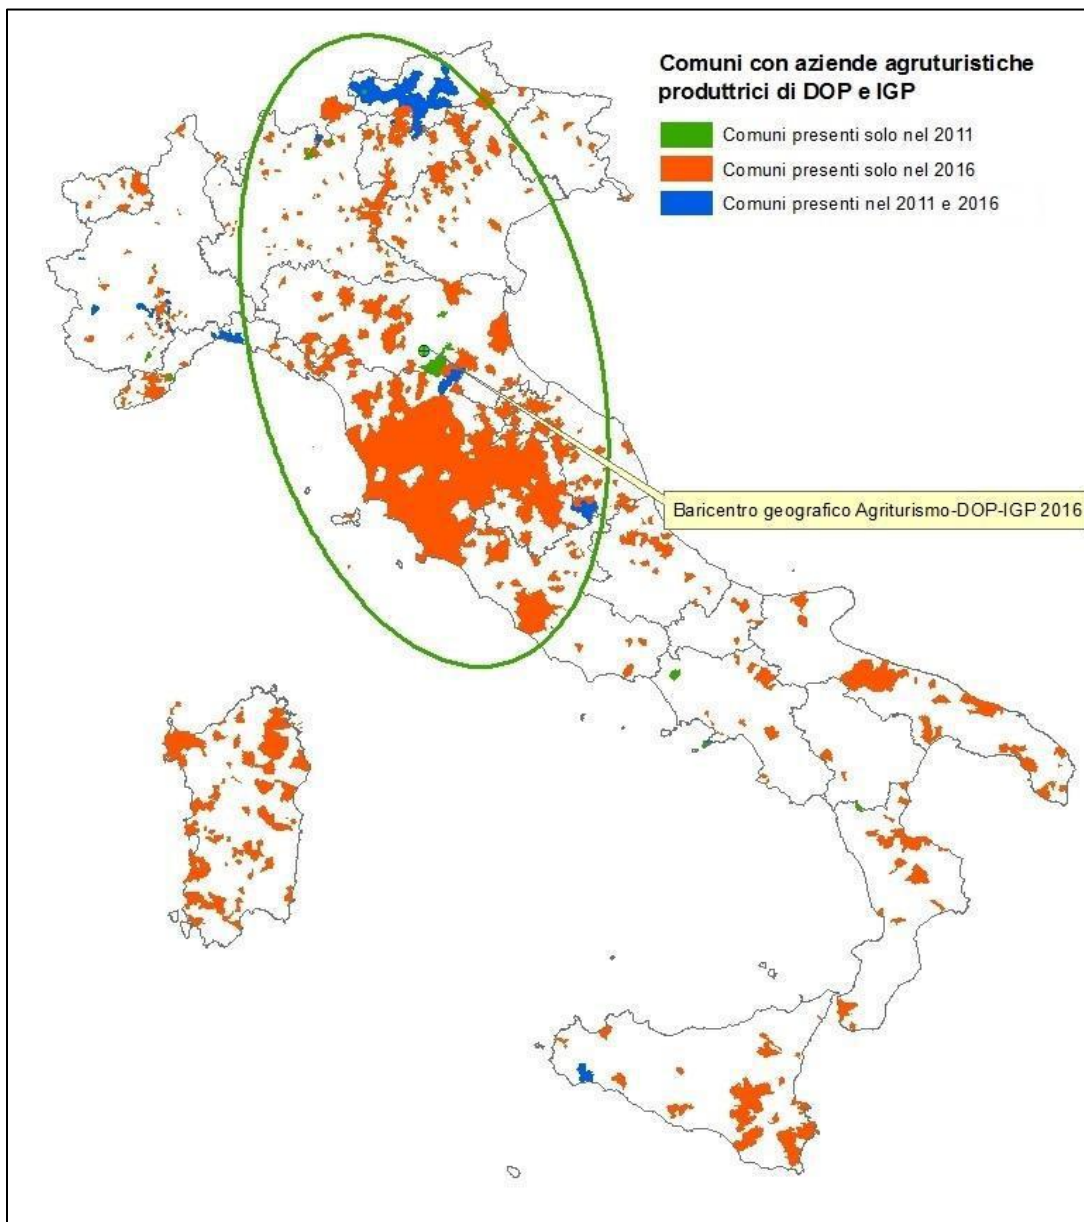 Comuni con aziende agruturistiche
produttrici di DOP e IGP
Comuni presenti solo nel 2011
Comuni presenti solo nel 2016
Comuni presenti nel 2011 e 2016
Baricentro geografico Agriturismo-DOP-IGP 2016